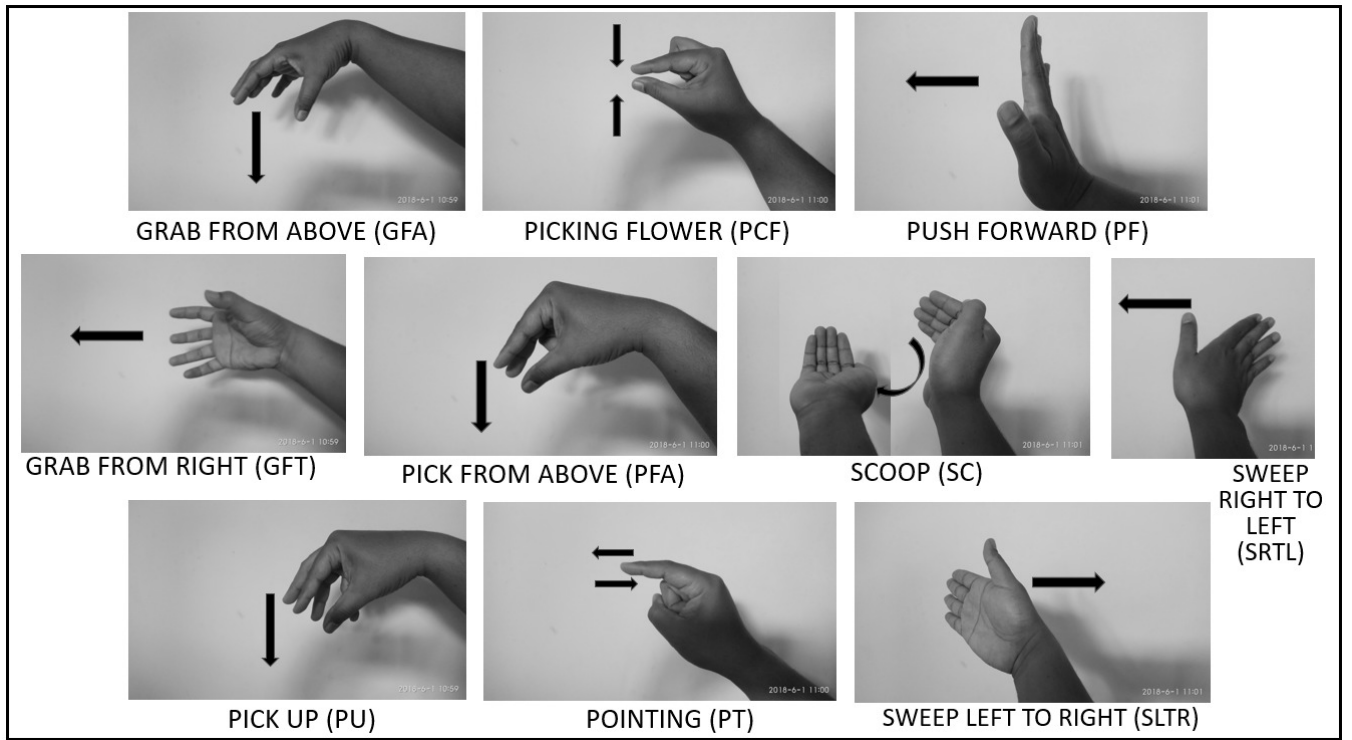 2018-6-1 10:59
2018-6-1 11:00
2018-6-1 11:01
GRAB FROM ABOVE (GFA)
PICKING FLOWER (PCF)
PUSH FORWARD (PF)
2018-6-1 10:59
2018-6-1 11:00
2018-6-1 11:01
2018-6-1 1
GRAB FROM RIGHT (GFT)
PICK FROM ABOVE (PFA)
SCOOP (SC)
SWEEP
RIGHT TO
LEFT
(SRTL)
2018-6-1 10:59
2018-6-1 11:00
2018-6-1 11:01
PICK UP (PU)
POINTING (PT)
SWEEP LEFT TO RIGHT (SLTR)